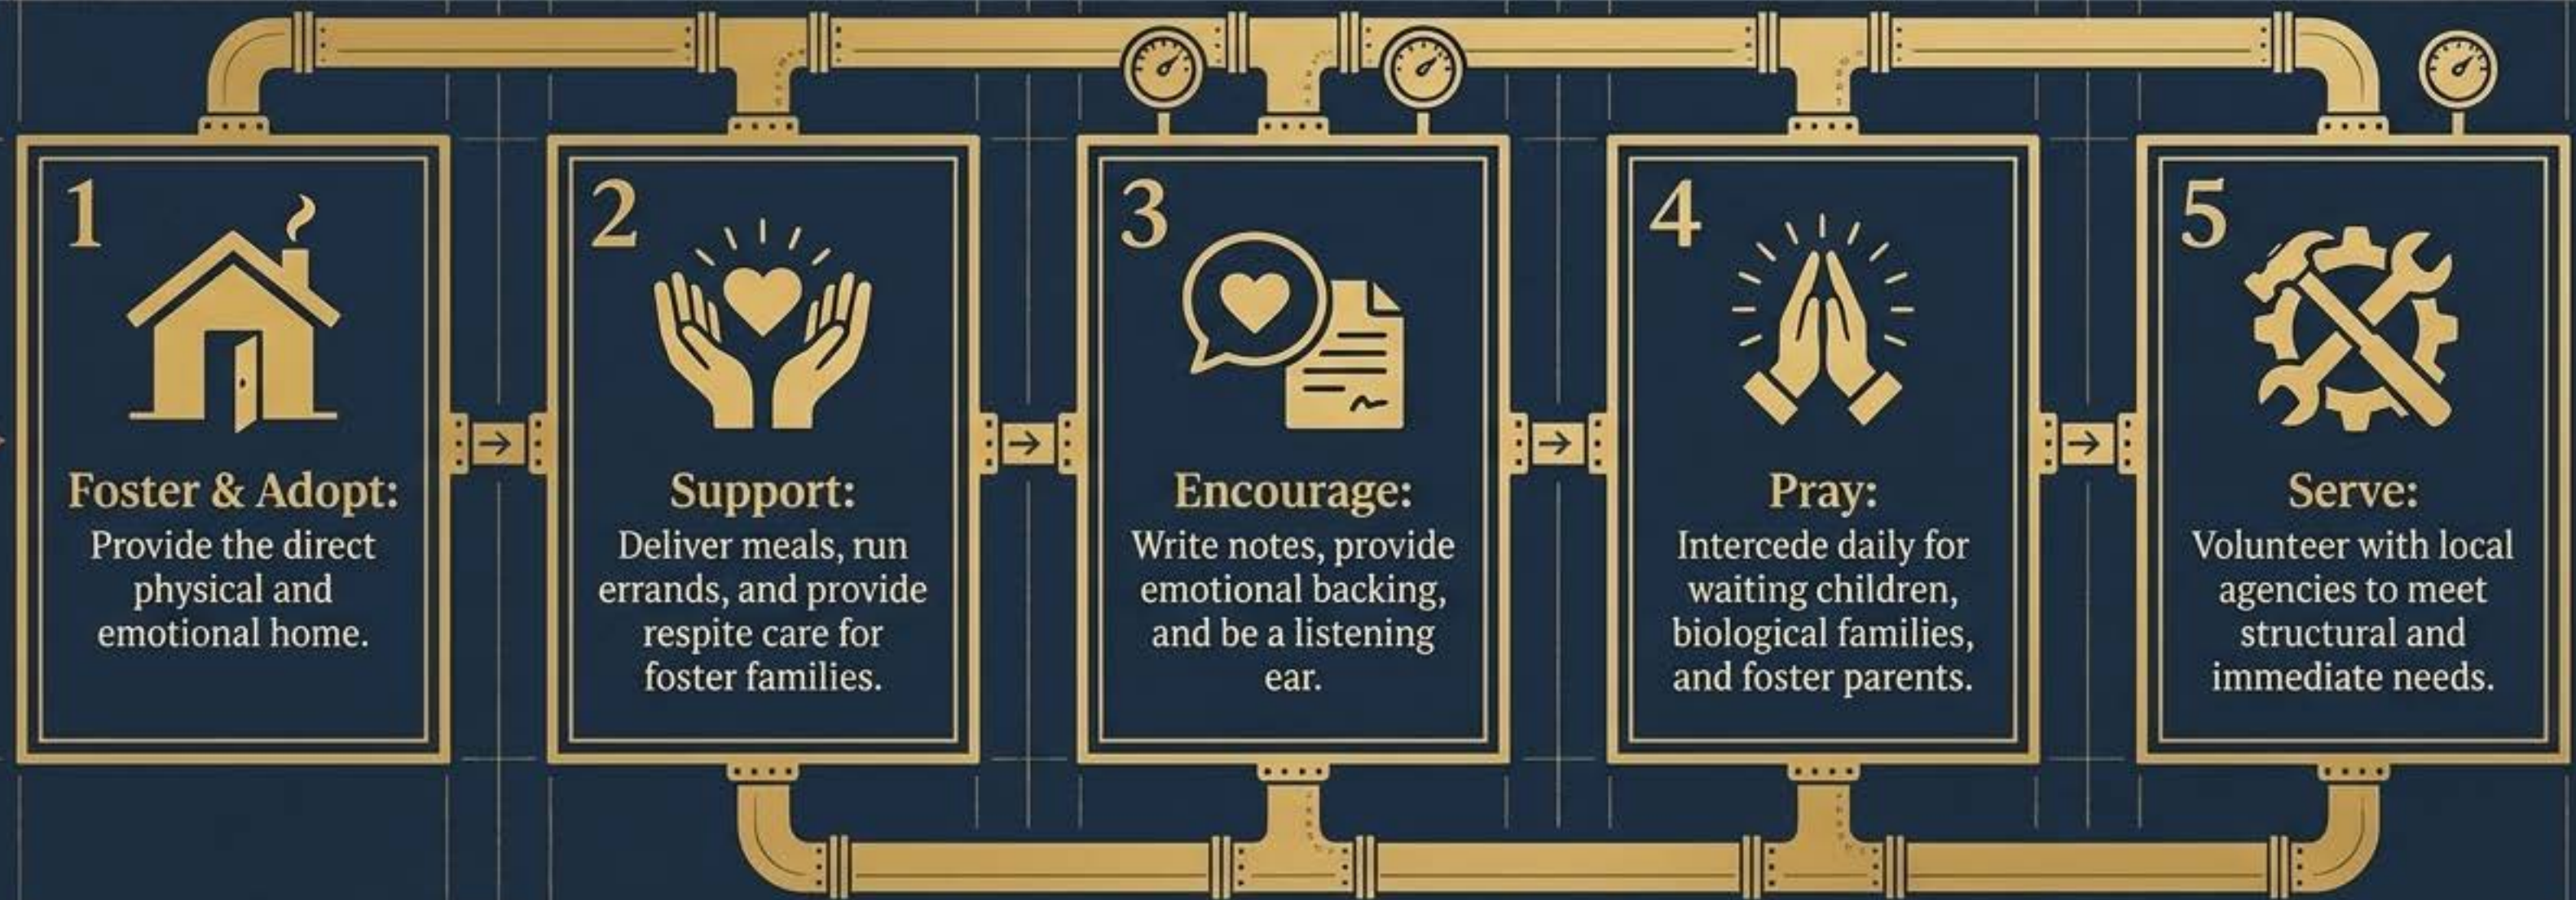 1
Foster & Adopt:
Provide the direct
physical and
emotional home.
2
Support:
Deliver meals, run
errands, and provide
respite care for
foster families.
3
Encourage:
Write notes, provide
emotional backing,
and be a listening
ear.
4
Pray:
Intercede daily for
waiting children,
biological families,
and foster parents.
5
Serve:
Volunteer with local
agencies to meet
structural and
immediate needs.